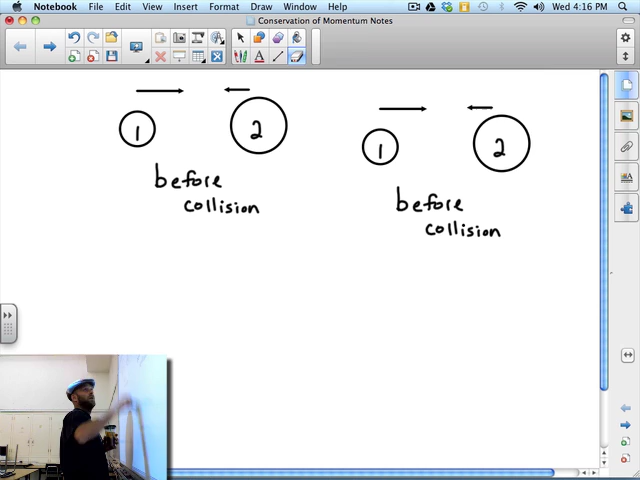 Notebook File Edit View Insert Format Draw Window Help
Wed 4:16 PM
Conservation of Momentum Notes
1
2
before
collision
1
2
before
collision